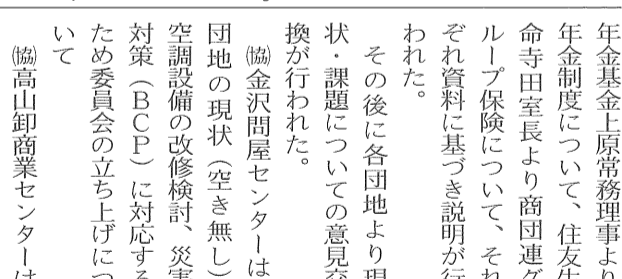 年金基金上原常務理事より
年金制度について、住友生
命寺田室長より商団連グ
ループ保険について、それ
ぞれ資料に基づき説明が行
われた。
その後に各団地より現
状・課題についての意見交
換が行われた。
㈿金沢問屋センターは
団地の現状（空き無し）
空調設備の改修検討、災害
対策（ＢＣＰ）に対応する
ため委員会の立ち上げにつ
いて
㈿高山卸商業センターは